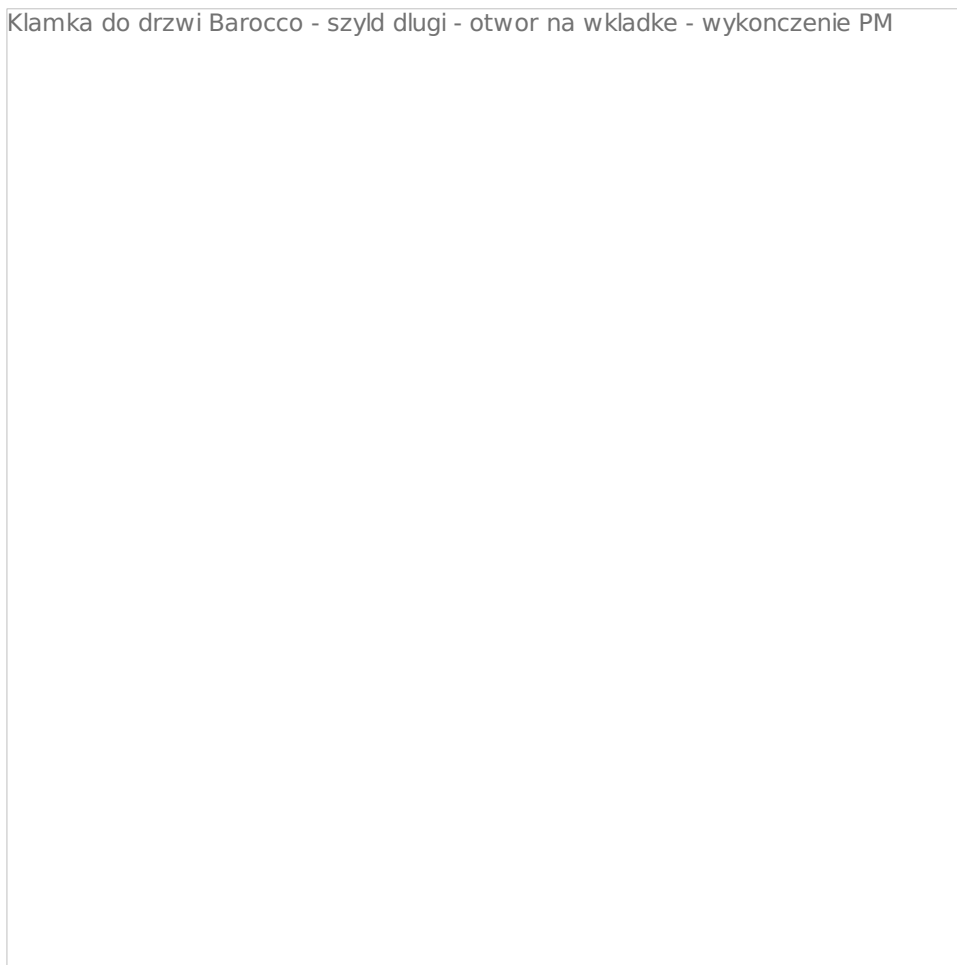 Klamka do drzwi Barocco - szyld dlugi - otwor na wkladke - wykonczenie PM